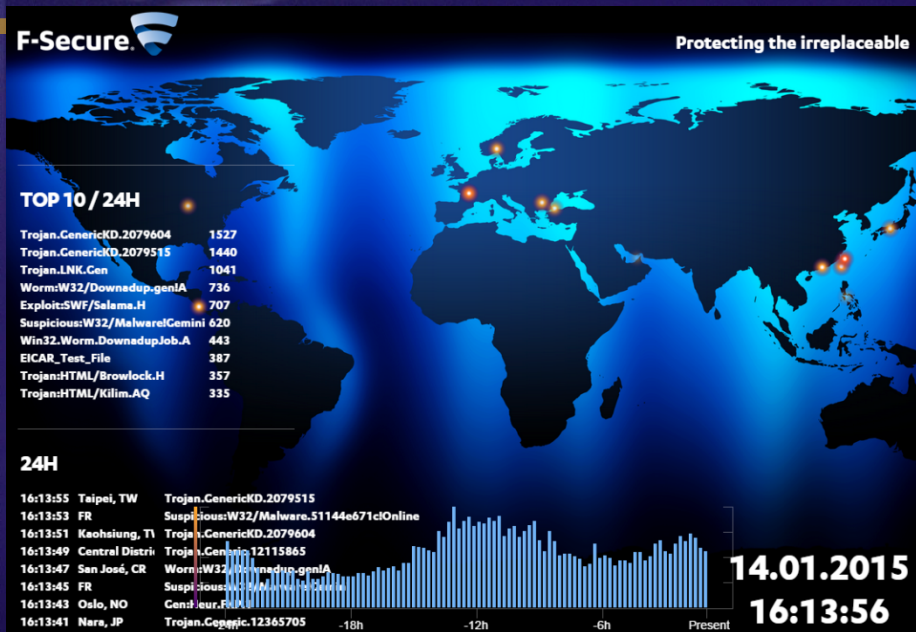 F-Secure.
Protecting the irreplaceable
TOP 10 / 24H
Trojan.GenericKD.2079604 1527
Trojan.GenericKD.2079515 1440
Trojan.LNK.Gen 1041
Worm:W32/Downadup.gen!A 736
Exploit:SWF/Salama.H 707
Suspicious:W32/Malware!Gemini 620
Win32.Worm.DownadupJob.A 443
EICAR_Test_File 387
Trojan:HTML/Browlock.H 357
Trojan:HTML/Kilim.AQ 335
24H
16:13:55 Taipei, TW Trojan.GenericKD.2079515
16:13:53 FR Suspicious:W32/Malware.51144e671c!Online
16:13:51 Kaohsiung, T Trojan.GenericKD.2079604
16:13:49 Central Distri Trojan.Generic.12115865
16:13:47 San José, CR Worm:W32/Downadup.gen!A
16:13:45 FR Suspicious:W32/Malware!Gemini
16:13:43 Oslo, NO
16:13:41 Nara, JP Trojan.Generic.12365705
-24h -18h -12h -6h Present
14.01.2015
16:13:56